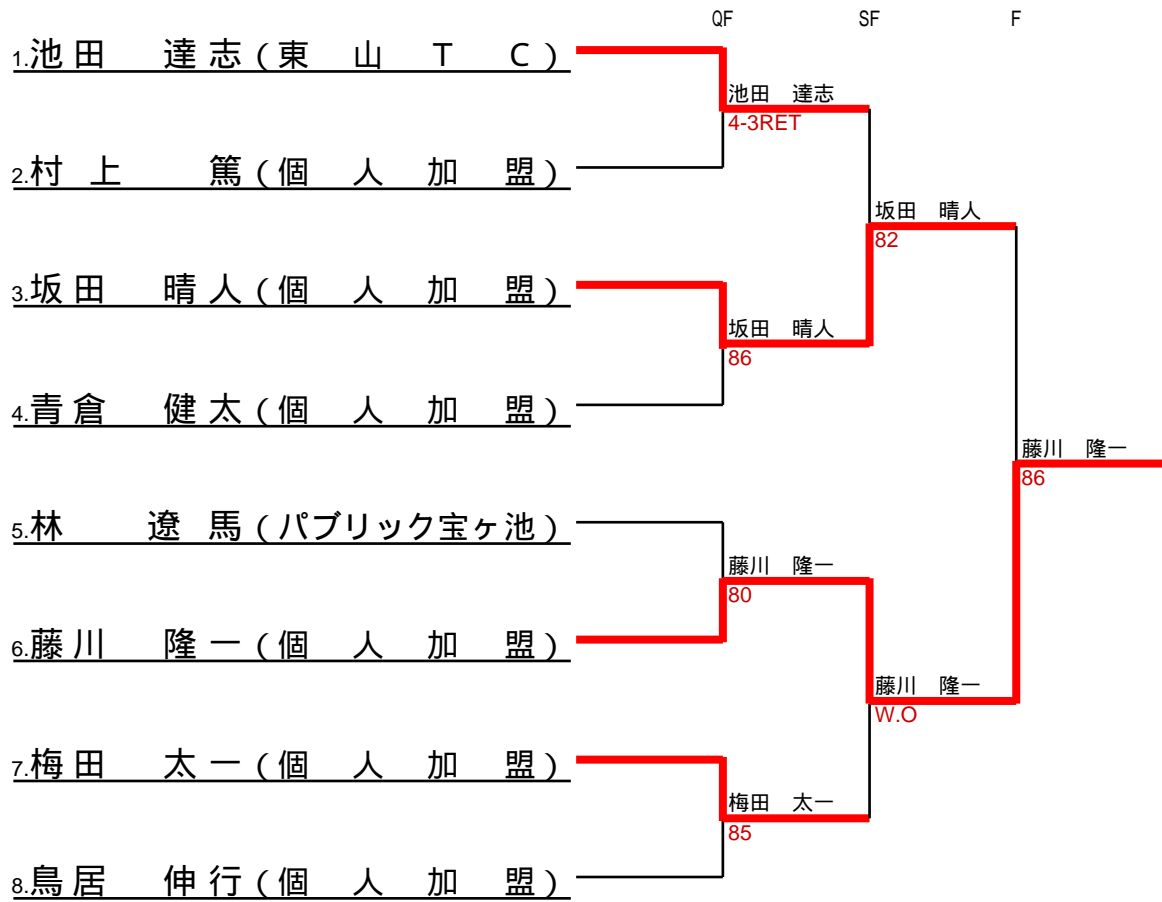 QF SF F
1.池田 達志(東山TC)
池田 達志
4-3RET
2.村上 篤(個人加盟)
坂田 晴人
82
3.坂田 晴人(個人加盟)
坂田 晴人
86
4.青倉 健太(個人加盟)
藤川 隆一
86
5.林 遼馬(パブリック宝ヶ池)
藤川 隆一
80
6.藤川 隆一(個人加盟)
藤川 隆一
W.O
7.梅田 太一(個人加盟)
梅田 太一
85
8.鳥居 伸行(個人加盟)